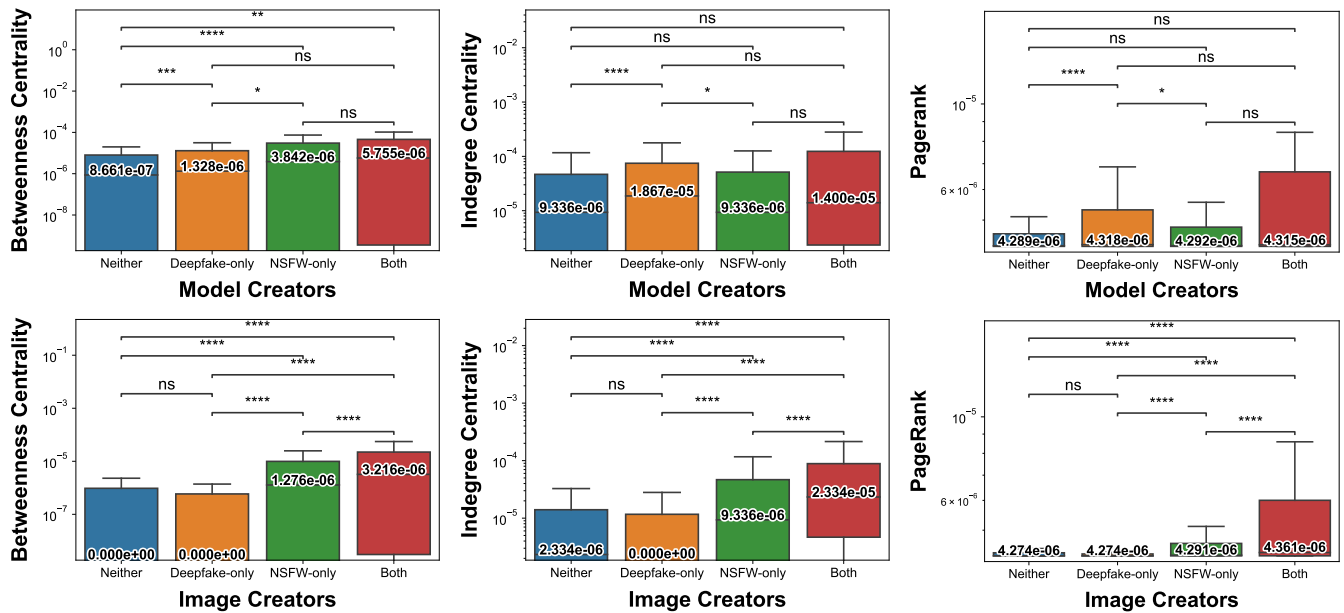 Betweenness Centrality
10⁰
10⁻²
10⁻⁴
10⁻⁶
10⁻⁸
**
****
ns
***
*
ns
8.661e-07
1.328e-06
3.842e-06
5.755e-06
Neither
Deepfake-only
NSFW-only
Both
Model Creators
Indegree Centrality
10⁻²
10⁻³
10⁻⁴
10⁻⁵
ns
ns
ns
****
*
ns
9.336e-06
1.867e-05
9.336e-06
1.400e-05
Neither
Deepfake-only
NSFW-only
Both
Model Creators
Pagerank
10⁻⁵
6 × 10⁻⁶
ns
ns
ns
****
*
ns
4.289e-06
4.318e-06
4.292e-06
4.315e-06
Neither
Deepfake-only
NSFW-only
Both
Model Creators
Betweenness Centrality
10⁻¹
10⁻³
10⁻⁵
10⁻⁷
****
****
****
ns
****
****
0.000e+00
0.000e+00
1.276e-06
3.216e-06
Neither
Deepfake-only
NSFW-only
Both
Image Creators
Indegree Centrality
10⁻²
10⁻³
10⁻⁴
10⁻⁵
****
****
****
ns
****
****
2.334e-06
0.000e+00
9.336e-06
2.334e-05
Neither
Deepfake-only
NSFW-only
Both
Image Creators
PageRank
10⁻⁵
6 × 10⁻⁶
****
****
****
ns
****
****
4.274e-06
4.274e-06
4.291e-06
4.361e-06
Neither
Deepfake-only
NSFW-only
Both
Image Creators